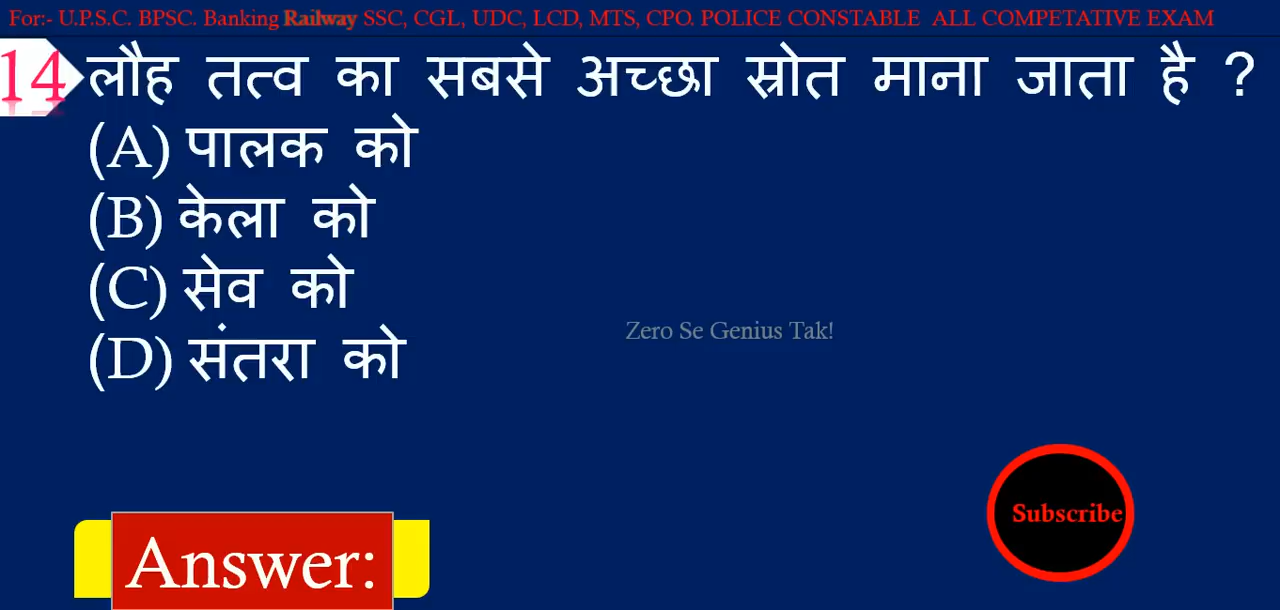 For:- U.P.S.C. BPSC. Banking Railway SSC, CGL, UDC, LCD, MTS, CPO. POLICE CONSTABLE ALL COMPETATIVE EXAM
14 लौह तत्व का सबसे अच्छा स्रोत माना जाता है ?
(A) पालक को
(B) केला को
(C) सेव को
(D) संतरा को
Zero Se Genius Tak!
Subscribe
Answer: